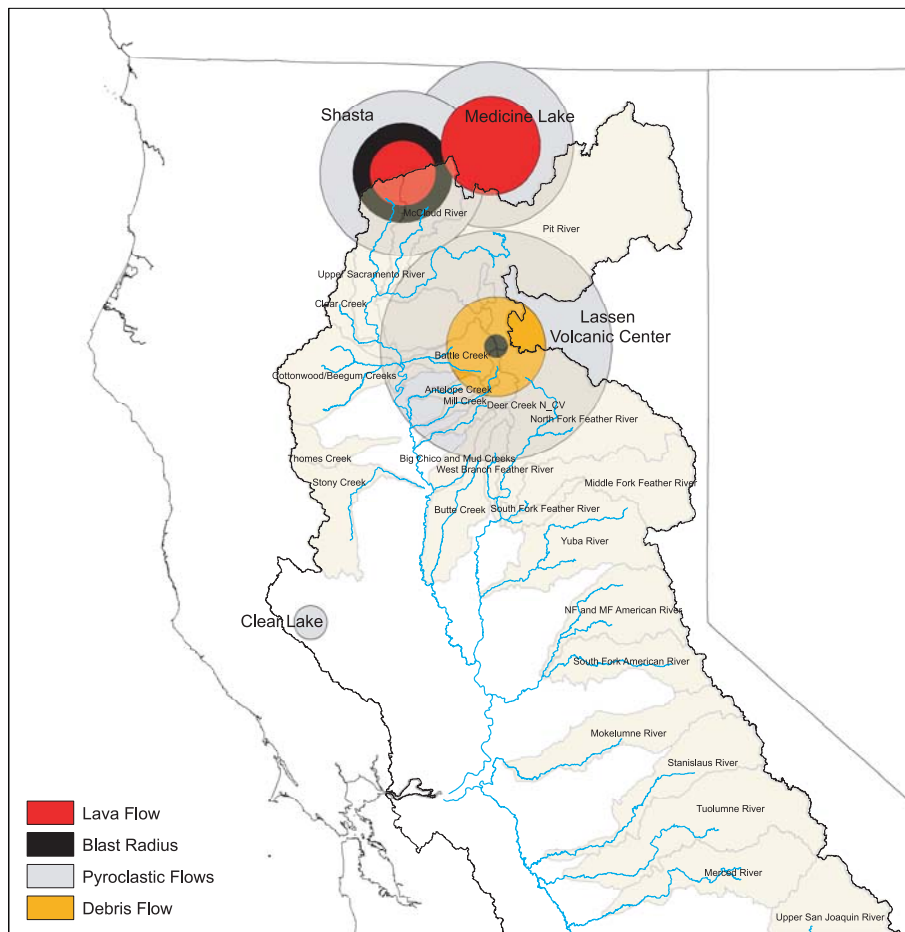 Shasta
Medicine Lake
McCloud River
Pit River
Upper Sacramento River
Clear Creek
Lassen
Volcanic Center
Battle Creek
Cottonwood/Beegum Creeks
Antelope Creek
Mill Creek
Deer Creek N_CV
North Fork Feather River
Thomes Creek
Big Chico and Mud Creeks
West Branch Feather River
Stony Creek
Middle Fork Feather River
Butte Creek
South Fork Feather River
Yuba River
Clear Lake
NF and MF American River
South Fork American River
Mokelumne River
Stanislaus River
Tuolumne River
Merced River
Upper San Joaquin River
Lava Flow
Blast Radius
Pyroclastic Flows
Debris Flow